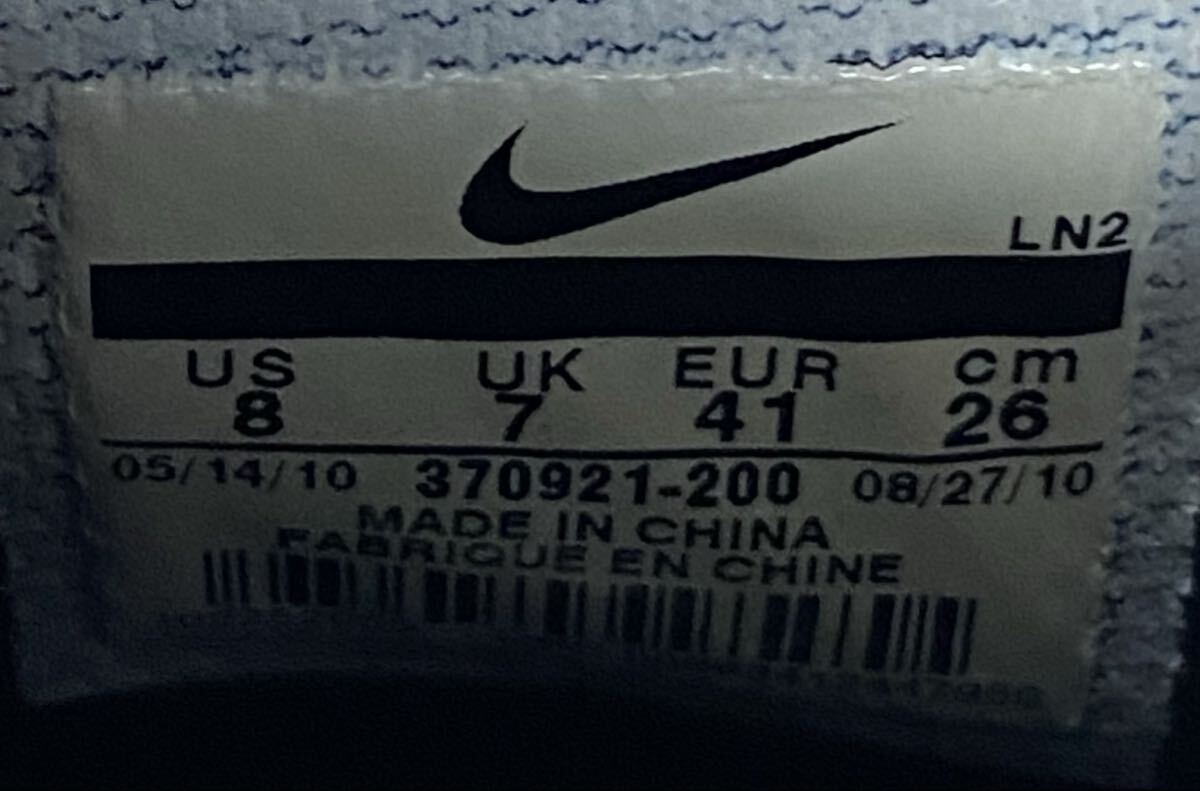 LN2
US UK EUR cm
8 7 41 26
05/14/10 370921-200 08/27/10
MADE IN CHINA
FABRIQUE EN CHINE